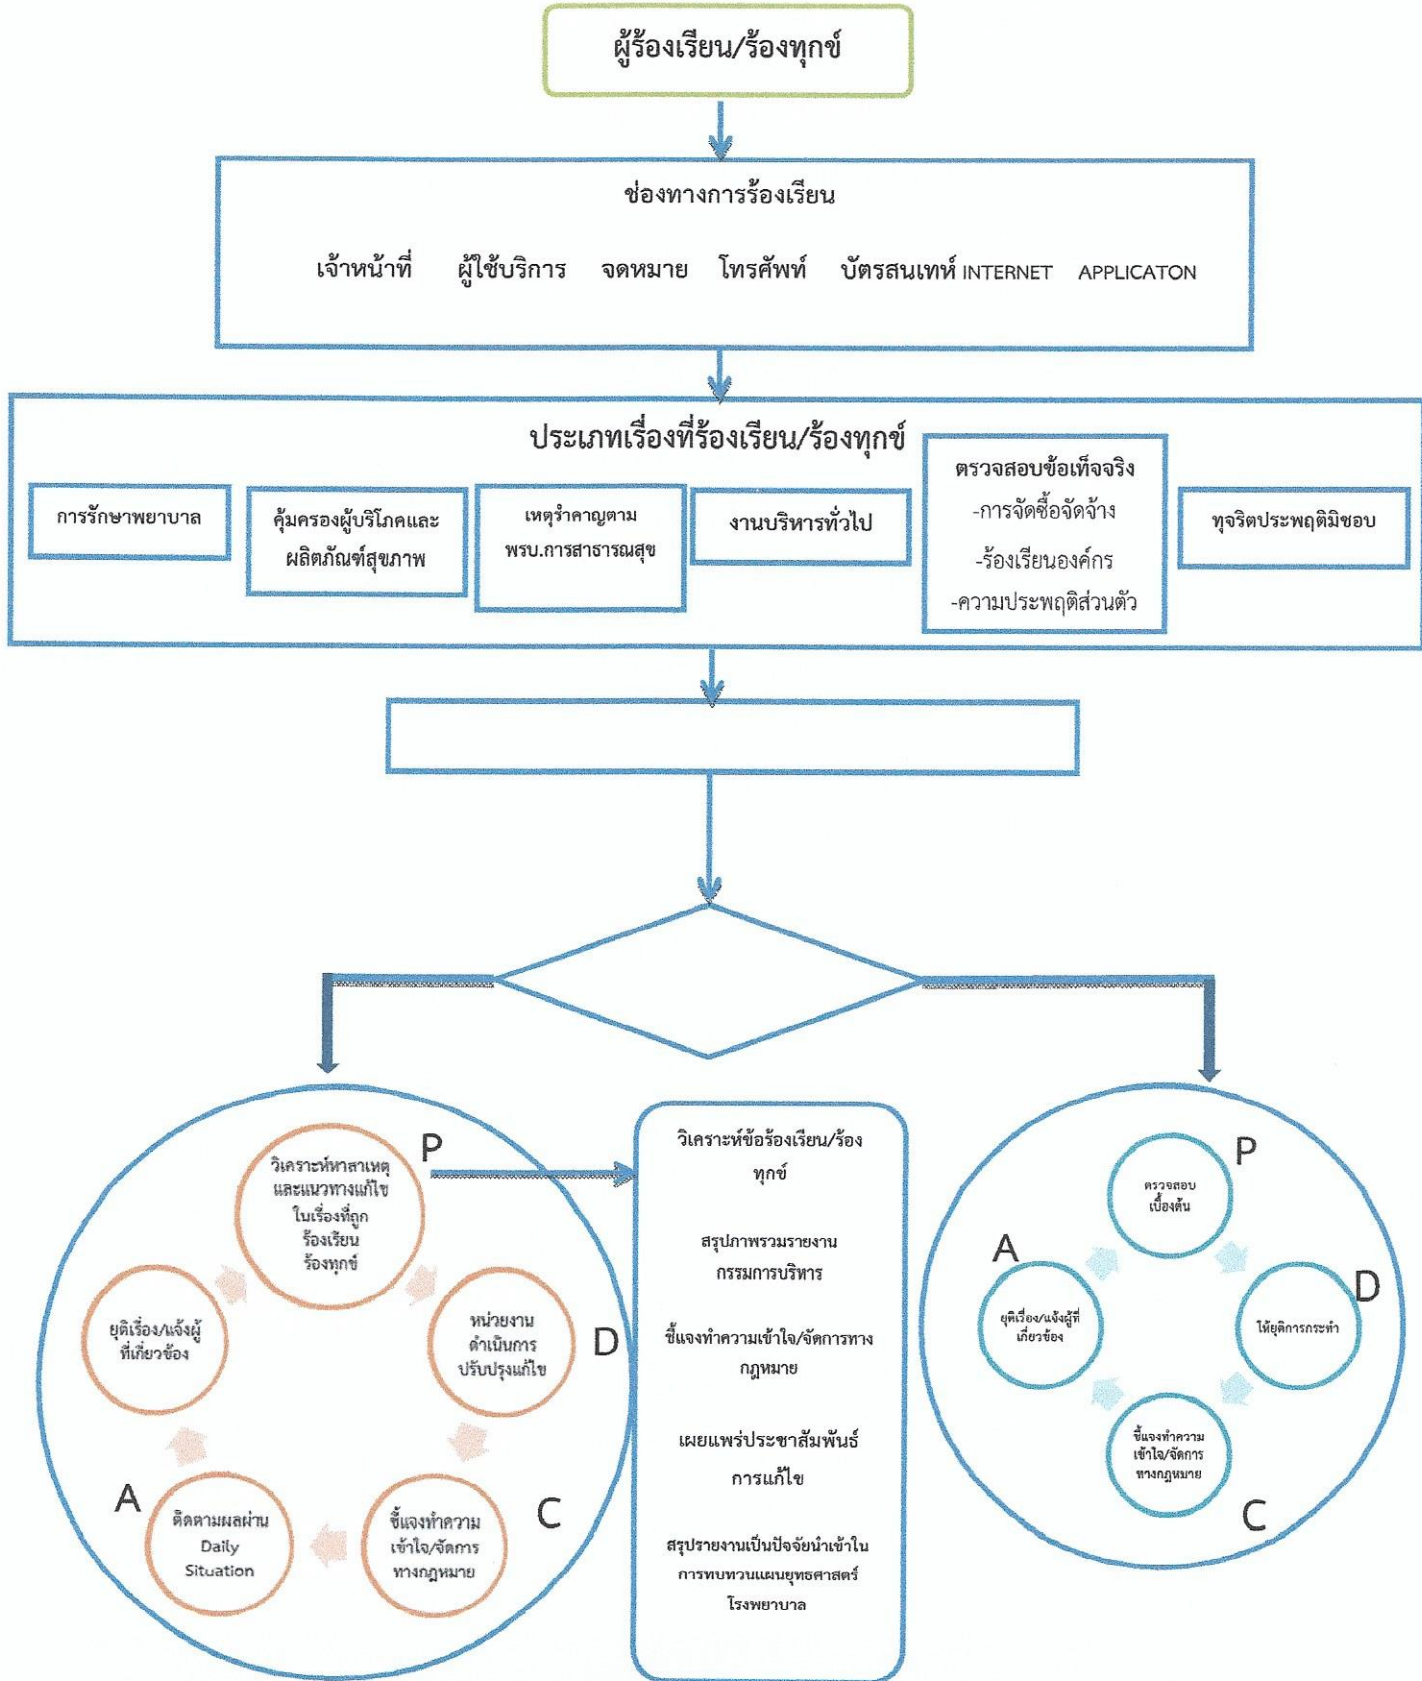 ผู้ร้องเรียน/ร้องทุกข์
ช่องทางการร้องเรียน
เจ้าหน้าที่ ผู้ใช้บริการ จดหมาย โทรศัพท์ บัตรสนเทห์ INTERNET APPLICATON
ประเภทเรื่องที่ร้องเรียน/ร้องทุกข์
การรักษาพยาบาล
คุ้มครองผู้บริโภคและ
ผลิตภัณฑ์สุขภาพ
เหตุรำคาญตาม
พรบ.การสาธารณสุข
งานบริหารทั่วไป
ตรวจสอบข้อเท็จจริง
-การจัดซื้อจัดจ้าง
-ร้องเรียนองค์กร
-ความประพฤติส่วนตัว
ทุจริตประพฤติมิชอบ
P
วิเคราะห์หาสาเหตุ
และแนวทางแก้ไข
ในเรื่องที่ถูก
ร้องเรียน
ร้องทุกข์
D
หน่วยงาน
ดำเนินการ
ปรับปรุงแก้ไข
C
ชี้แจงทำความ
เข้าใจ/จัดการ
ทางกฎหมาย
A
ติดตามผลผ่าน
Daily
Situation
ยุติเรื่อง/แจ้งผู้
ที่เกี่ยวข้อง
วิเคราะห์ข้อร้องเรียน/ร้อง
ทุกข์
สรุปภาพรวมรายงาน
กรรมการบริหาร
ชี้แจงทำความเข้าใจ/จัดการทาง
กฎหมาย
เผยแพร่ประชาสัมพันธ์
การแก้ไข
สรุปรายงานเป็นปัจจัยนำเข้าใน
การทบทวนแผนยุทธศาสตร์
โรงพยาบาล
P
ตรวจสอบ
เบื้องต้น
D
ให้ยุติการกระทำ
C
ชี้แจงทำความ
เข้าใจ/จัดการ
ทางกฎหมาย
A
ยุติเรื่อง/แจ้งผู้ที่
เกี่ยวข้อง